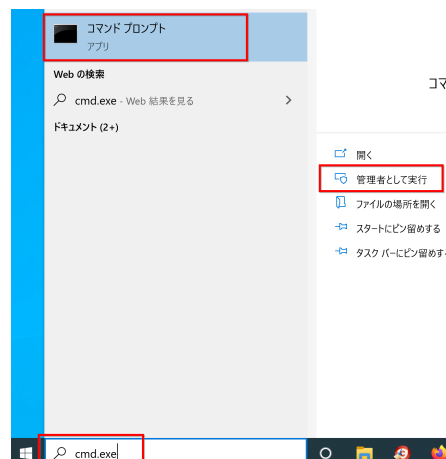 コマンド プロンプト
アプリ
Web の検索
cmd.exe - Web 結果を見る
ドキュメント (2+)
コマ
開く
管理者として実行
ファイルの場所を開く
スタートにピン留めする
タスク バーにピン留めす
cmd.exe